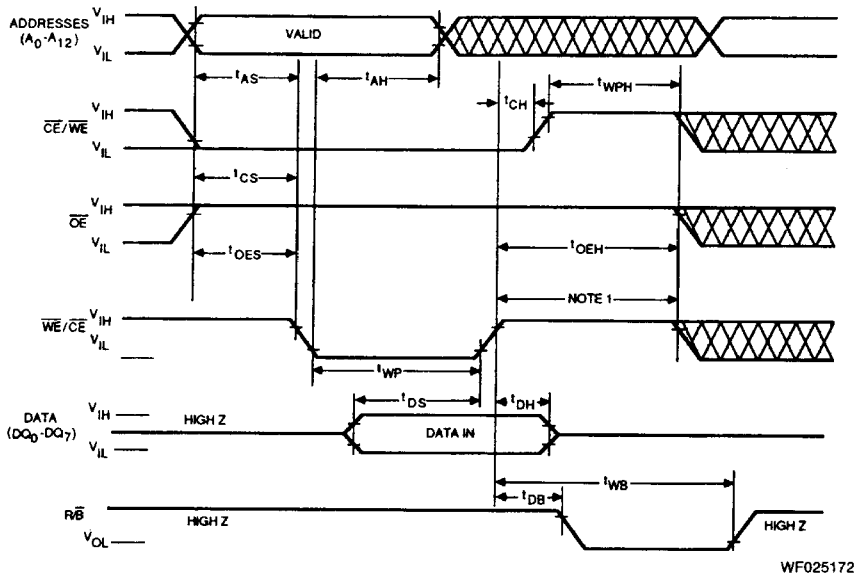 ADDRESSES
(A0-A12)
VIH
VIL
VALID
tAS
tAH
tCH
tWPH
CE/WE
VIH
VIL
tCS
OE
VIH
VIL
tOES
tOEH
NOTE 1
WE/CE
VIH
VIL
tWP
tDS
tDH
DATA
(DQ0-DQ7)
VIH
VIL
HIGH Z
DATA IN
tWB
tDB
R/B
VOL
HIGH Z
HIGH Z
WF025172